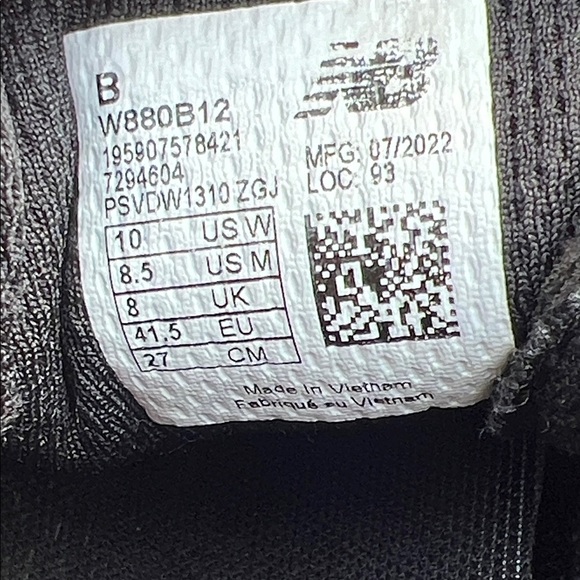 B
W880B12
195907578421
7294604
PSVDW1310 ZGJ
MFG: 07/2022
LOC: 93
10 US W
8.5 US M
8 UK
41.5 EU
27 CM
Made in Vietnam
Fabriqué au Vietnam